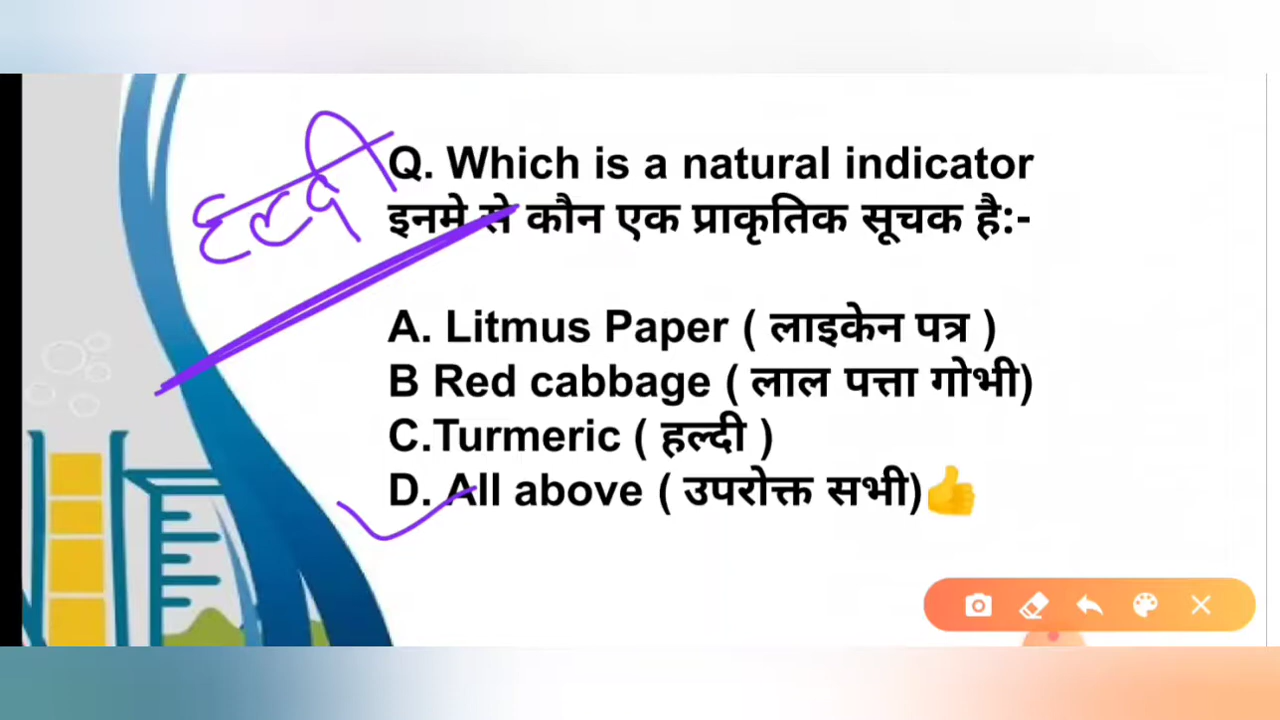 हल्दी
Q. Which is a natural indicator
इनमे से कौन एक प्राकृतिक सूचक है:-
A. Litmus Paper ( लाइकेन पत्र )
B Red cabbage ( लाल पत्ता गोभी)
C.Turmeric ( हल्दी )
D. All above ( उपरोक्त सभी)👍